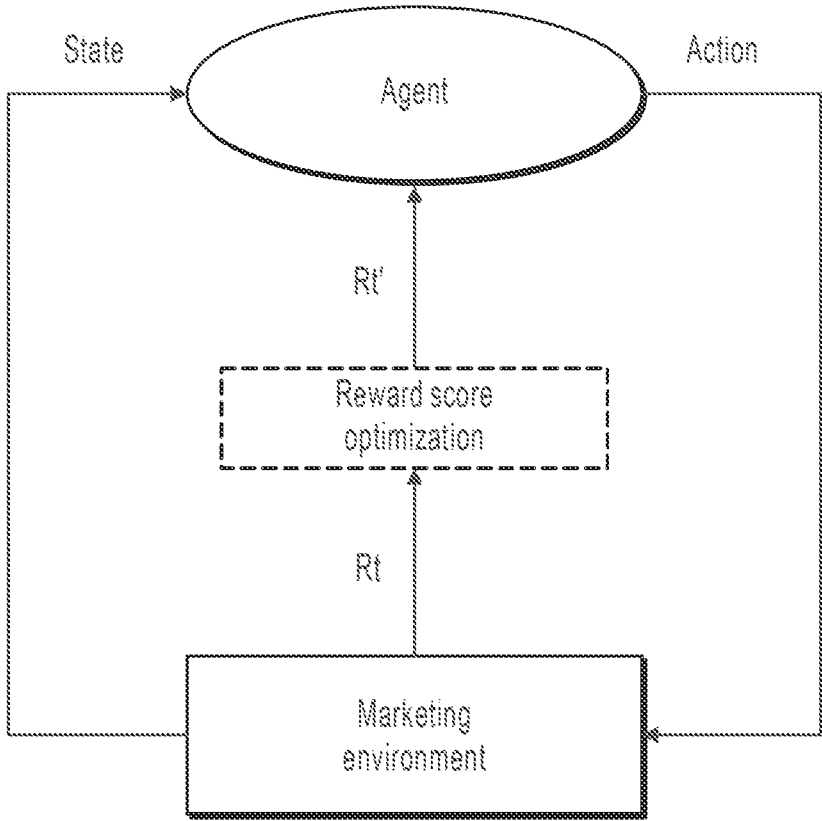 State
Action
Agent
Rt'
Reward score
optimization
Rt
Marketing
environment